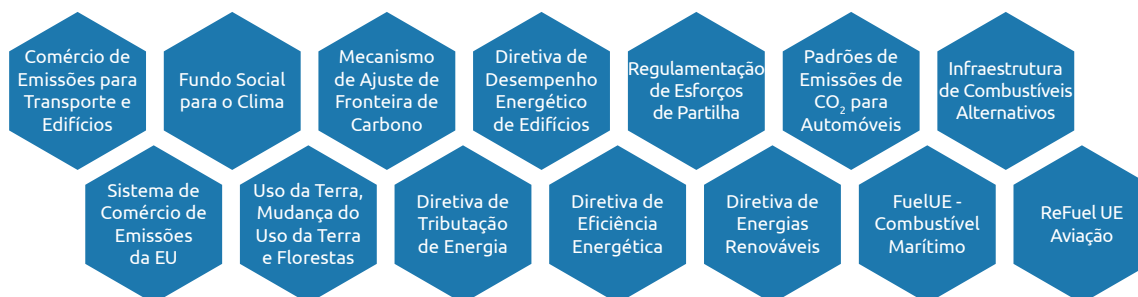 Comércio de
Emissões para
Transporte e
Edifícios
Fundo Social
para o Clima
Mecanismo
de Ajuste de
Fronteira de
Carbono
Diretiva de
Desempenho
Energético
de Edifícios
Regulamentação
de Esforços
de Partilha
Padrões de
Emissões de
CO₂ para
Automóveis
Infraestrutura
de Combustíveis
Alternativos
Sistema de
Comércio de
Emissões
da EU
Uso da Terra,
Mudança do
Uso da Terra
e Florestas
Diretiva de
Tributação
de Energia
Diretiva de
Eficiência
Energética
Diretiva de
Energias
Renováveis
FuelUE -
Combustível
Marítimo
ReFuel UE
Aviação